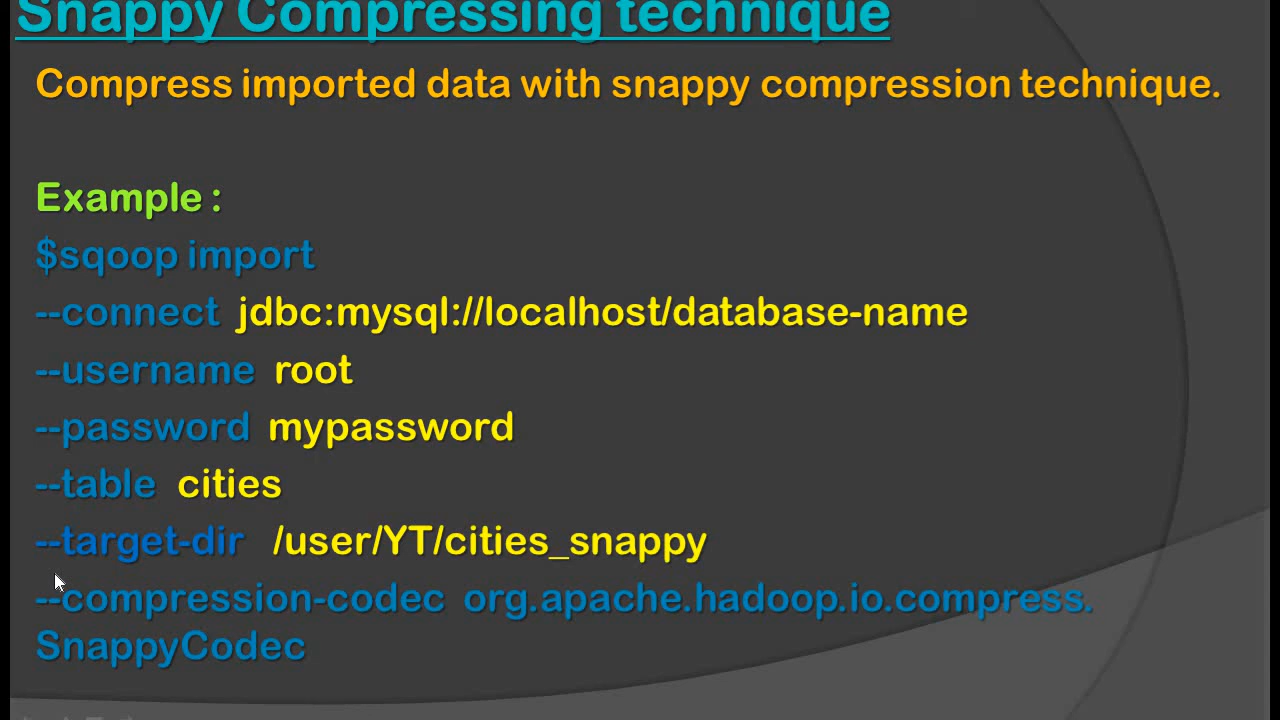 Snappy Compressing technique
Compress imported data with snappy compression technique.
Example :
$sqoop import
--connect jdbc:mysql://localhost/database-name
--username root
--password mypassword
--table cities
--target-dir /user/YT/cities_snappy
--compression-codec org.apache.hadoop.io.compress.
SnappyCodec